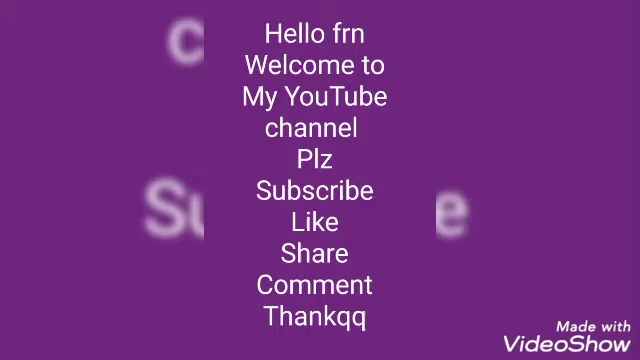 Hello frn
Welcome to
My YouTube
channel
Plz
Subscribe
Like
Share
Comment
Thankqq
Made with
VideoShow